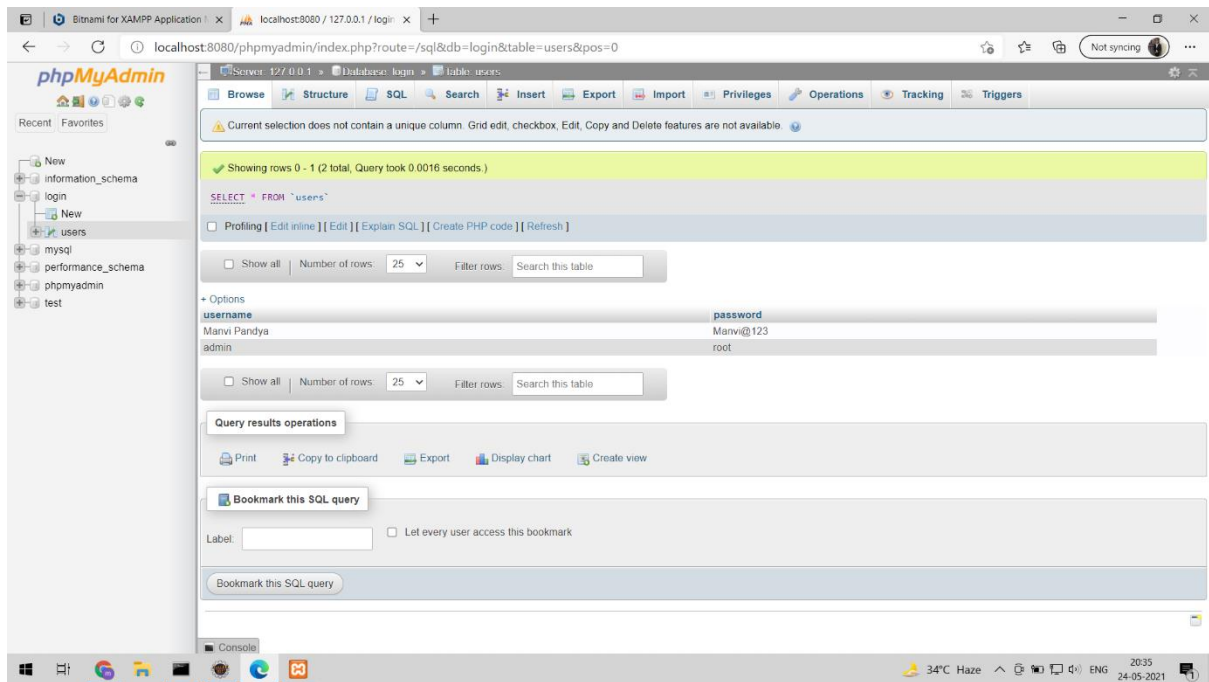 Bitnami for XAMPP Application
localhost:8080 / 127.0.0.1 / login
localhost:8080/phpmyadmin/index.php?route=/sql&db=login&table=users&pos=0
Not syncing
phpMyAdmin
Recent Favorites
New
information_schema
login
New
users
mysql
performance_schema
phpmyadmin
test
Server: 127.0.0.1 » Database: login » Table: users
Browse Structure SQL Search Insert Export Import Privileges Operations Tracking Triggers
Current selection does not contain a unique column. Grid edit, checkbox, Edit, Copy and Delete features are not available.
Showing rows 0 - 1 (2 total, Query took 0.0016 seconds.)
SELECT * FROM `users`
Profiling [ Edit inline ] [ Edit ] [ Explain SQL ] [ Create PHP code ] [ Refresh ]
Show all | Number of rows: 25 Filter rows: Search this table
+ Options
username password
Manvi Pandya Manvi@123
admin root
Show all | Number of rows: 25 Filter rows: Search this table
Query results operations
Print Copy to clipboard Export Display chart Create view
Bookmark this SQL query
Label: Let every user access this bookmark
Bookmark this SQL query
Console
34°C Haze ENG 20:35
24-05-2021